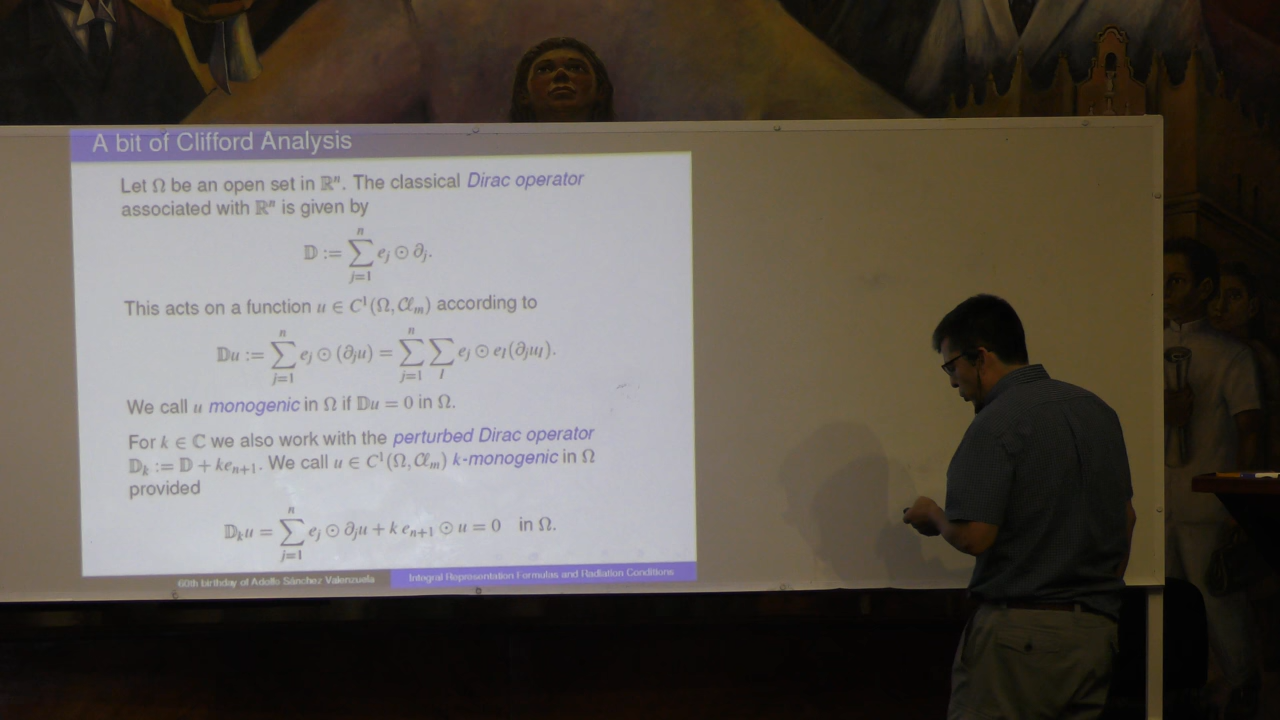 A bit of Clifford Analysis
Let Ω be an open set in ℝⁿ. The classical Dirac operator
associated with ℝⁿ is given by
𝔻 := ∑_{j=1}^{n} e_j ⊙ ∂_j.
This acts on a function u ∈ C¹(Ω, 𝒞ℓ_m) according to
𝔻u := ∑_{j=1}^{n} e_j ⊙ (∂_j u) = ∑_{j=1}^{n} ∑_{I} e_j ⊙ e_I(∂_j u_I).
We call u monogenic in Ω if 𝔻u = 0 in Ω.
For k ∈ ℂ we also work with the perturbed Dirac operator
𝔻_k := 𝔻 + ke_{n+1}. We call u ∈ C¹(Ω, 𝒞ℓ_m) k-monogenic in Ω
provided
𝔻_k u = ∑_{j=1}^{n} e_j ⊙ ∂_j u + k e_{n+1} ⊙ u = 0 in Ω.
60th birthday of Adolfo Sánchez Valenzuela Integral Representation Formulas and Radiation Conditions